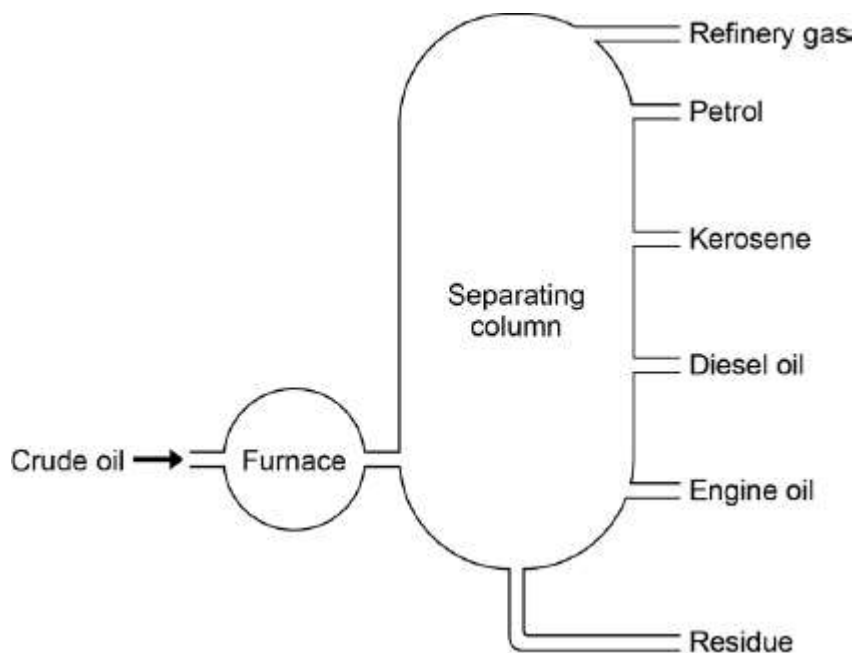 Refinery gas
Petrol
Kerosene
Separating
column
Diesel oil
Crude oil
Furnace
Engine oil
Residue